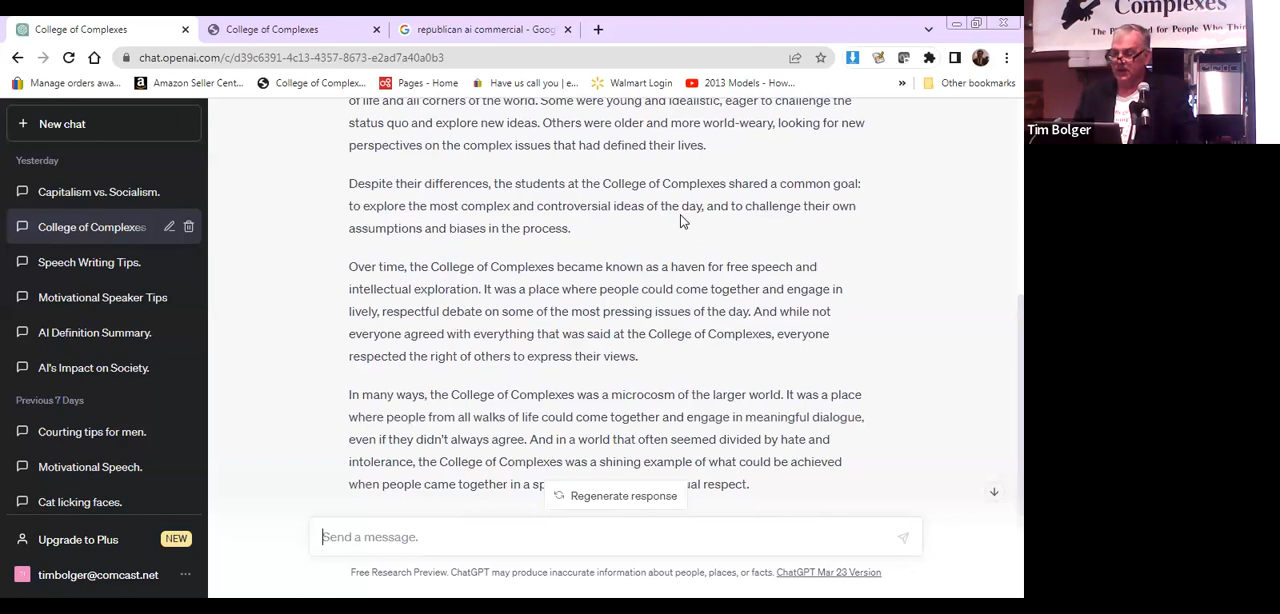 College of Complexes
College of Complexes
republican ai commercial - Goog
chat.openai.com/c/d39c6391-4c13-4357-8673-e2ad7a40a0b3
Manage orders awa...
Amazon Seller Cent...
College of Complex...
Pages - Home
Have us call you | e...
Walmart Login
2013 Models - How...
»
Other bookmarks
+ New chat
Yesterday
Capitalism vs. Socialism.
College of Complexes
Speech Writing Tips.
Motivational Speaker Tips
AI Definition Summary.
AI's Impact on Society.
Previous 7 Days
Courting tips for men.
Motivational Speech.
Cat licking faces.
Upgrade to Plus
NEW
timbolger@comcast.net
of life and all corners of the world. Some were young and idealistic, eager to challenge the
status quo and explore new ideas. Others were older and more world-weary, looking for new
perspectives on the complex issues that had defined their lives.
Despite their differences, the students at the College of Complexes shared a common goal:
to explore the most complex and controversial ideas of the day, and to challenge their own
assumptions and biases in the process.
Over time, the College of Complexes became known as a haven for free speech and
intellectual exploration. It was a place where people could come together and engage in
lively, respectful debate on some of the most pressing issues of the day. And while not
everyone agreed with everything that was said at the College of Complexes, everyone
respected the right of others to express their views.
In many ways, the College of Complexes was a microcosm of the larger world. It was a place
where people from all walks of life could come together and engage in meaningful dialogue,
even if they didn't always agree. And in a world that often seemed divided by hate and
intolerance, the College of Complexes was a shining example of what could be achieved
when people came together in a sp ual respect.
Regenerate response
Send a message.
Free Research Preview. ChatGPT may produce inaccurate information about people, places, or facts. ChatGPT Mar 23 Version
Complexes
for People Who Thin
Tim Bolger